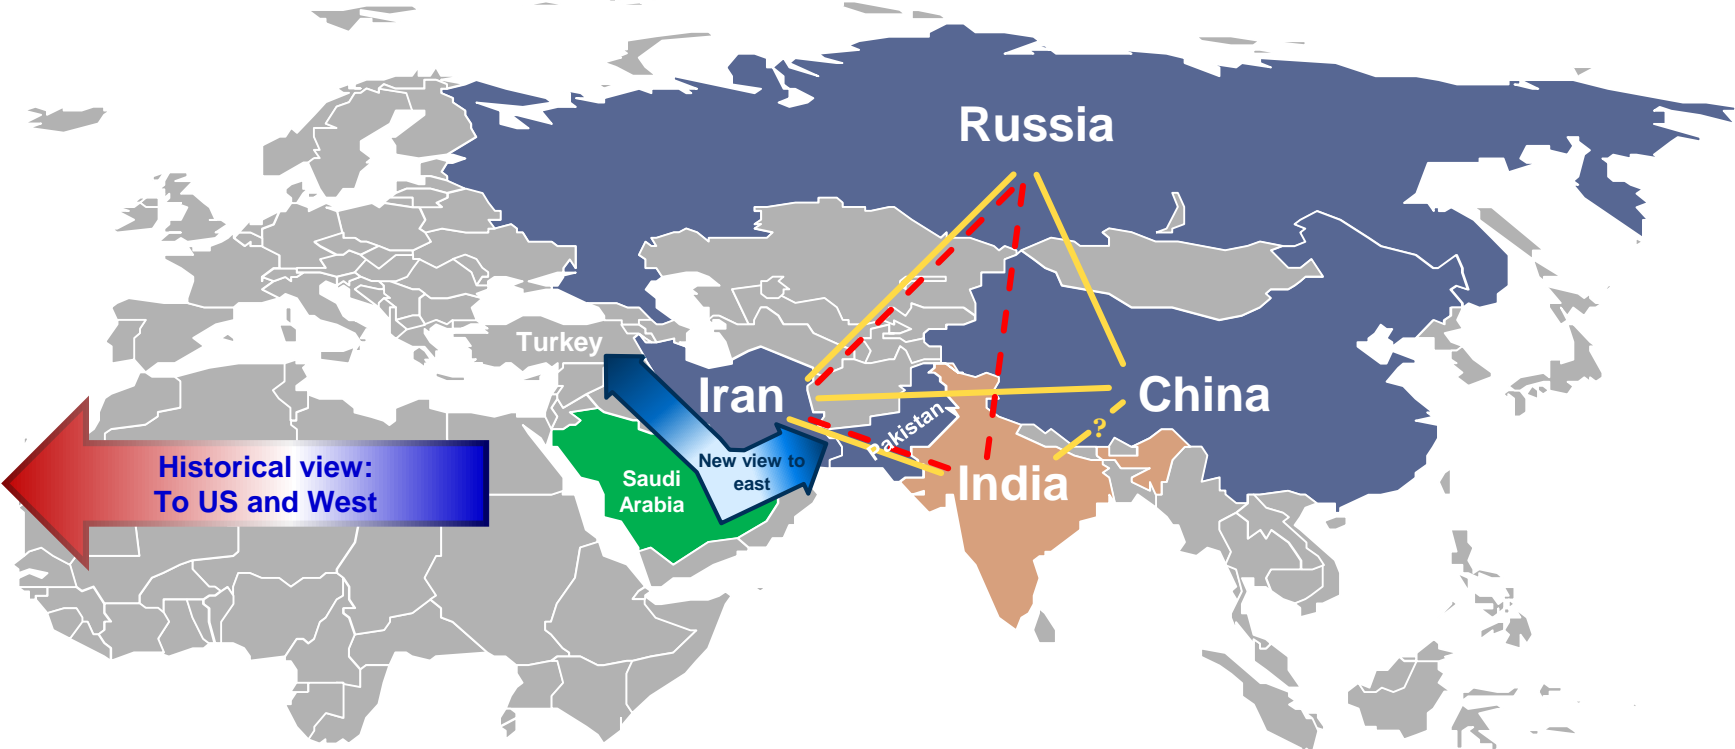 Russia
Turkey
Iran
China
Pakistan
?
Historical view:
To US and West
New view to
east
Saudi
Arabia
India